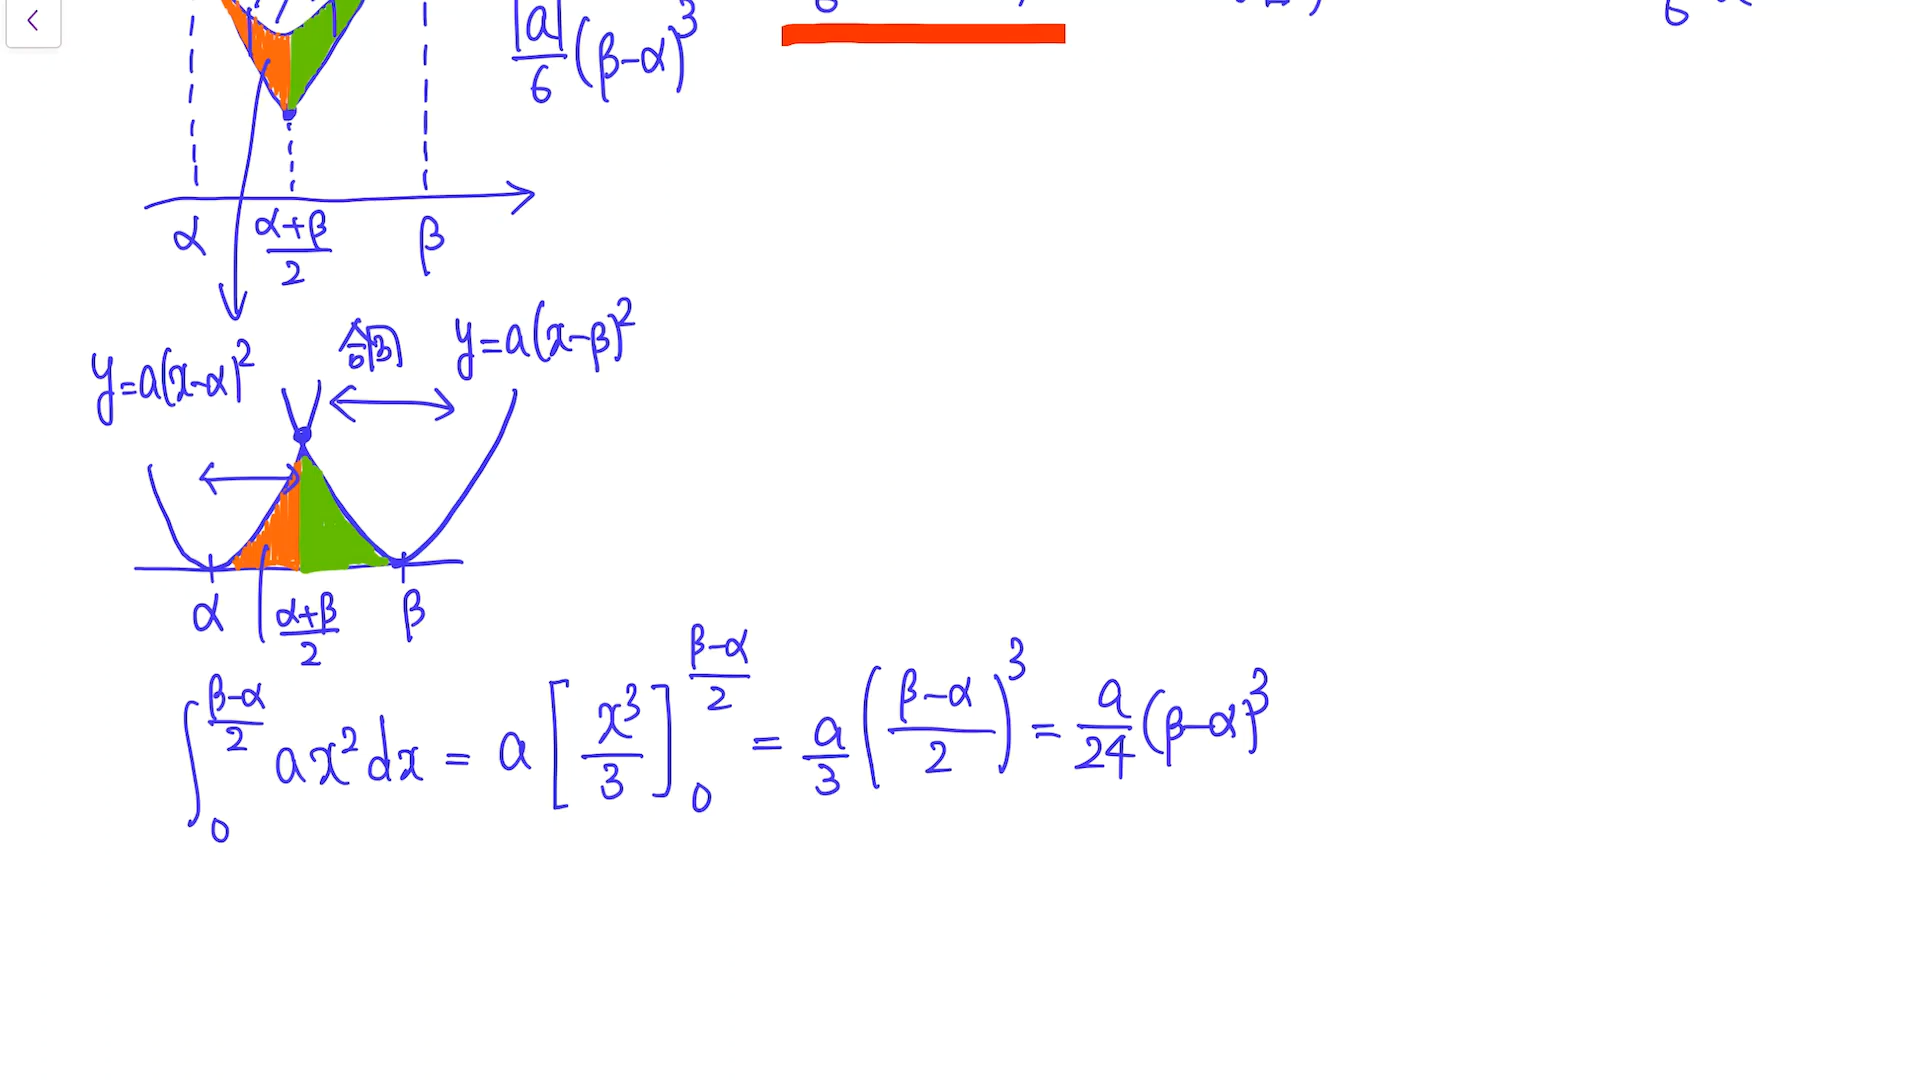 |a|/6 (β-α)^3
α (α+β)/2 β
y=a(x-α)^2 合同 y=a(x-β)^2
α (α+β)/2 β
∫_0^{(β-α)/2} ax^2 dx = a[x^3/3]_0^{(β-α)/2} = a/3 ((β-α)/2)^3 = a/24 (β-α)^3